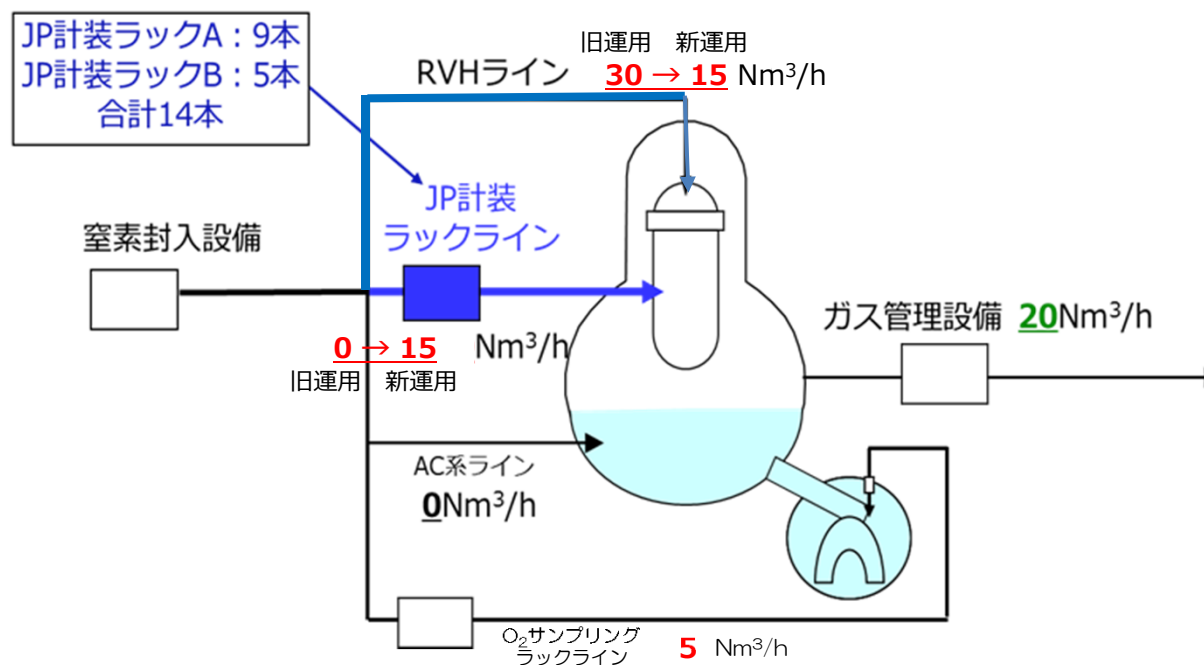 JP計装ラックA：9本
JP計装ラックB：5本
合計14本
旧運用　新運用
RVHライン　30 → 15 Nm³/h
JP計装
ラックライン
窒素封入設備
0 → 15　Nm³/h
旧運用　新運用
ガス管理設備　20Nm³/h
AC系ライン
0Nm³/h
O₂サンプリング
ラックライン　5　Nm³/h